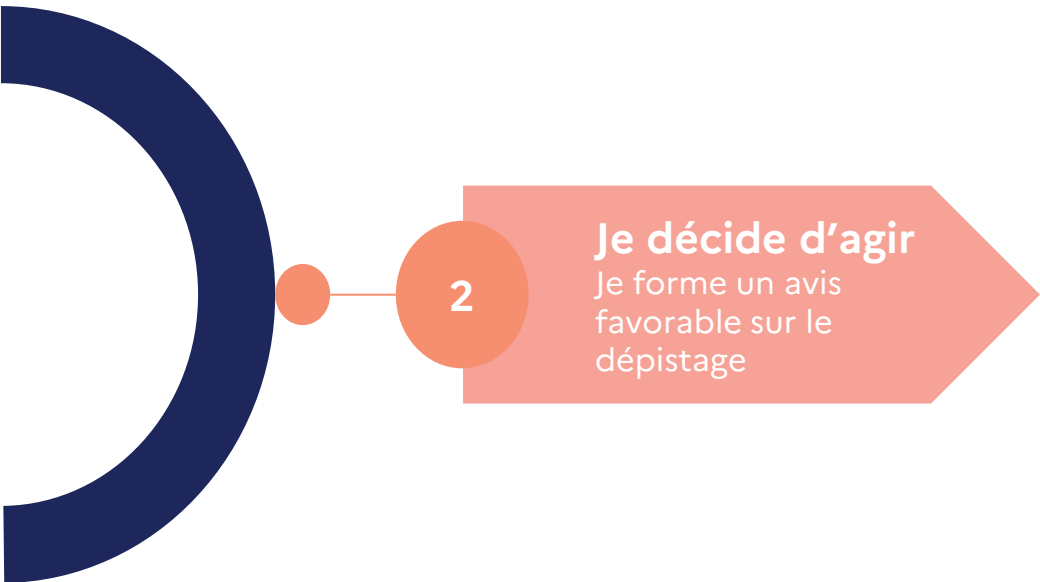 2
Je décide d’agir
Je forme un avis
favorable sur le
dépistage